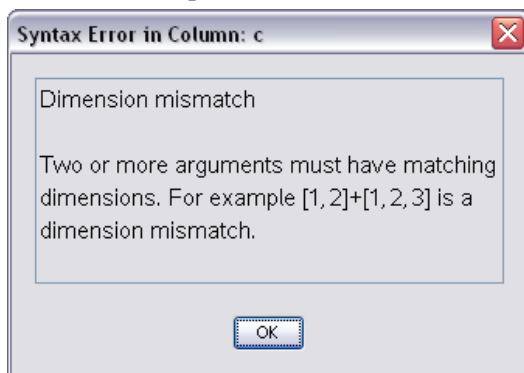 Syntax Error in Column: c
Dimension mismatch
Two or more arguments must have matching
dimensions. For example [1,2]+[1,2,3] is a
dimension mismatch.
OK